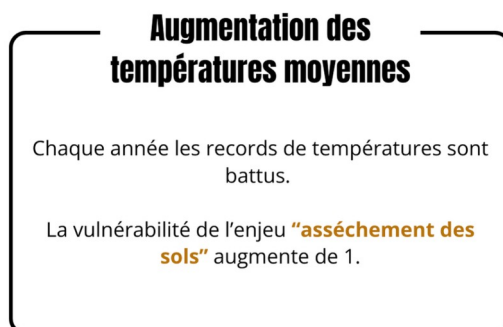 Augmentation des
températures moyennes
Chaque année les records de températures sont
battus.
La vulnérabilité de l'enjeu “asséchement des
sols” augmente de 1.